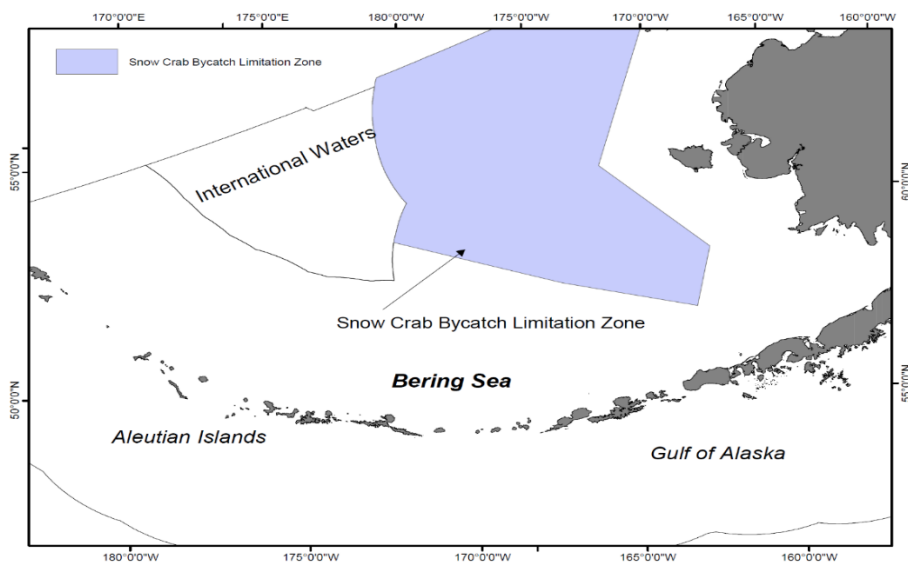 170°0'0"E 175°0'0"E 180°0'0" 175°0'0"W 170°0'0"W 165°0'0"W 160°0'0"W
Snow Crab Bycatch Limitation Zone
International Waters
55°0'0"N
60°0'0"N
Snow Crab Bycatch Limitation Zone
Bering Sea
50°0'0"N
55°0'0"N
Aleutian Islands
Gulf of Alaska
180°0'0" 175°0'0"W 170°0'0"W 165°0'0"W 160°0'0"W